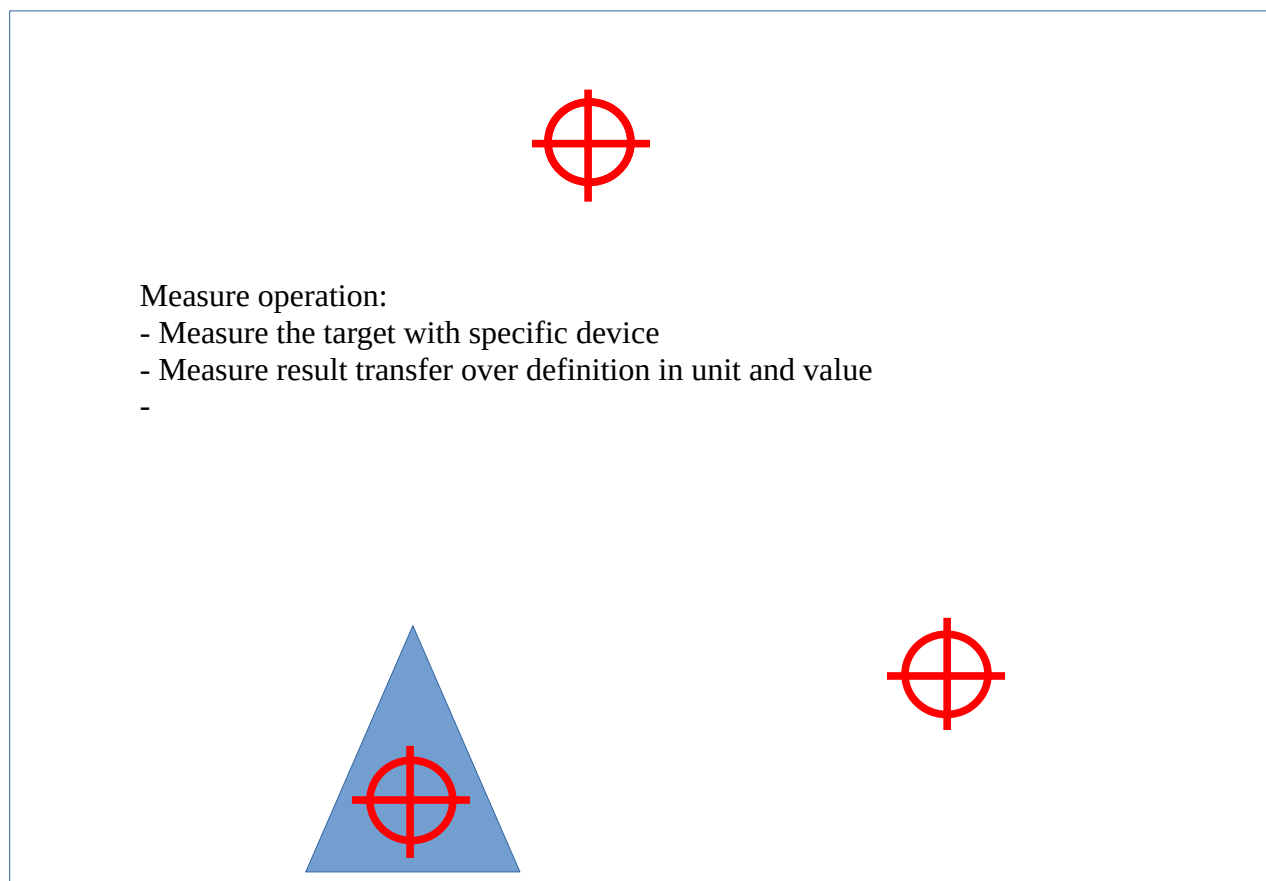 Measure operation:
- Measure the target with specific device
- Measure result transfer over definition in unit and value
-